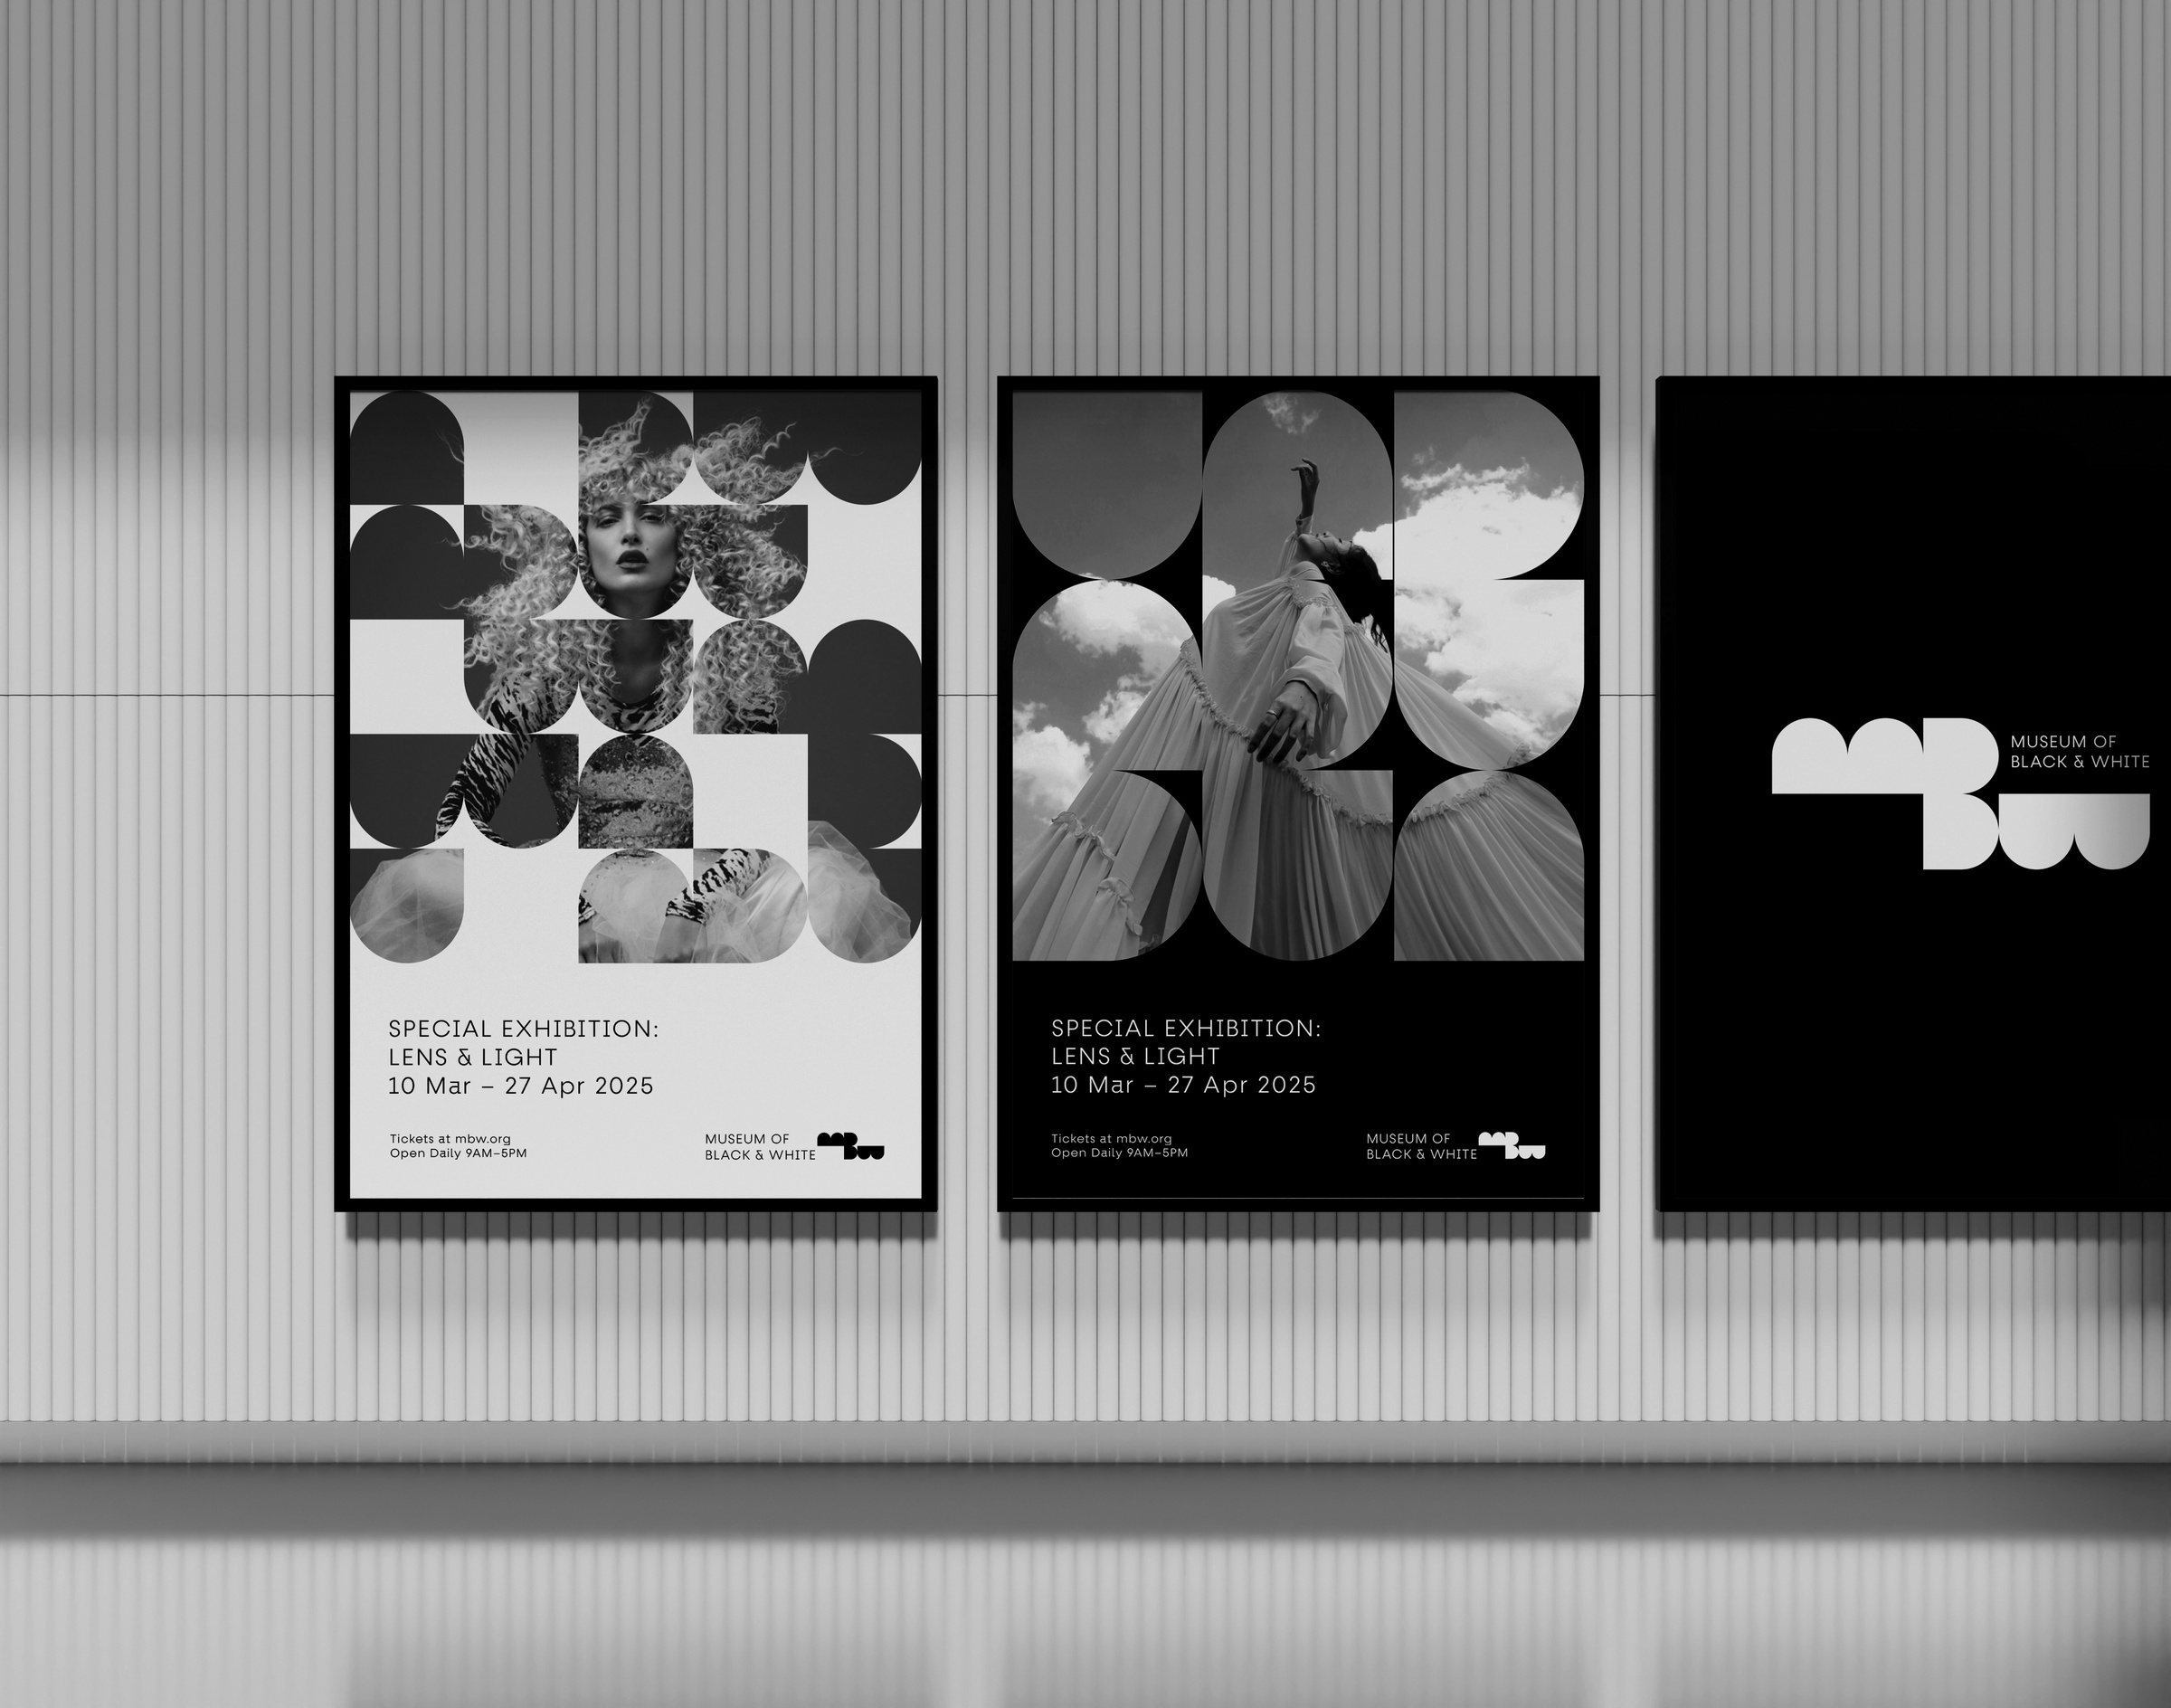 SPECIAL EXHIBITION:
LENS & LIGHT
10 Mar – 27 Apr 2025
Tickets at mbw.org
Open Daily 9AM–5PM
MUSEUM OF
BLACK & WHITE
SPECIAL EXHIBITION:
LENS & LIGHT
10 Mar – 27 Apr 2025
Tickets at mbw.org
Open Daily 9AM–5PM
MUSEUM OF
BLACK & WHITE
MUSEUM OF
BLACK & WHITE